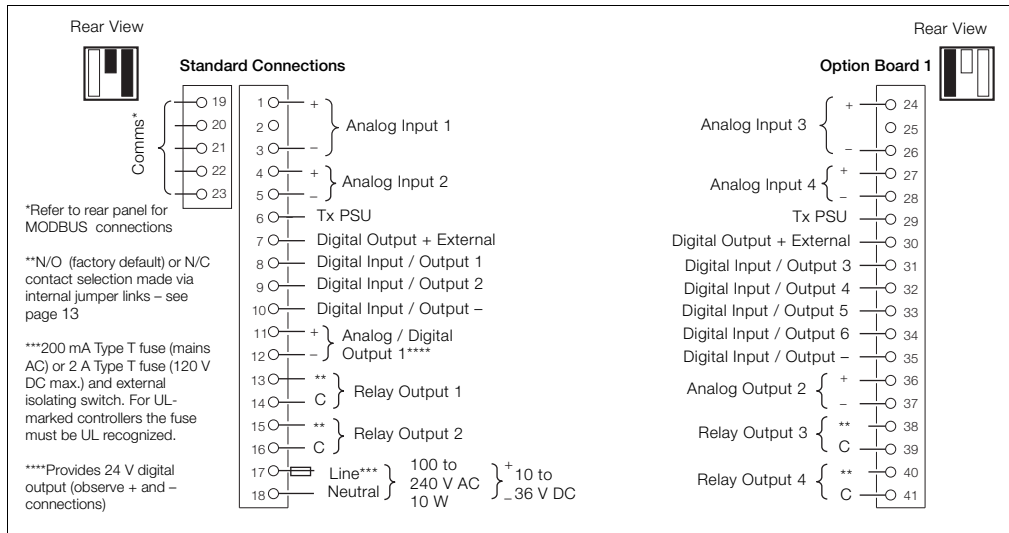 Rear View
Standard Connections
Comms*
19
20
21
22
23
*Refer to rear panel for
MODBUS connections
**N/O (factory default) or N/C
contact selection made via
internal jumper links – see
page 13
***200 mA Type T fuse (mains
AC) or 2 A Type T fuse (120 V
DC max.) and external
isolating switch. For UL-
marked controllers the fuse
must be UL recognized.
****Provides 24 V digital
output (observe + and –
connections)
1 + Analog Input 1
2
3 –
4 + Analog Input 2
5 –
6 Tx PSU
7 Digital Output + External
8 Digital Input / Output 1
9 Digital Input / Output 2
10 Digital Input / Output –
11 + Analog / Digital
12 – Output 1****
13 ** Relay Output 1
14 C
15 ** Relay Output 2
16 C
17 Line*** 100 to + 10 to
18 Neutral 240 V AC – 36 V DC
10 W
Rear View
Option Board 1
Analog Input 3 + 24
25
– 26
Analog Input 4 + 27
– 28
Tx PSU 29
Digital Output + External 30
Digital Input / Output 3 31
Digital Input / Output 4 32
Digital Input / Output 5 33
Digital Input / Output 6 34
Digital Input / Output – 35
Analog Output 2 + 36
– 37
Relay Output 3 ** 38
C 39
Relay Output 4 ** 40
C 41